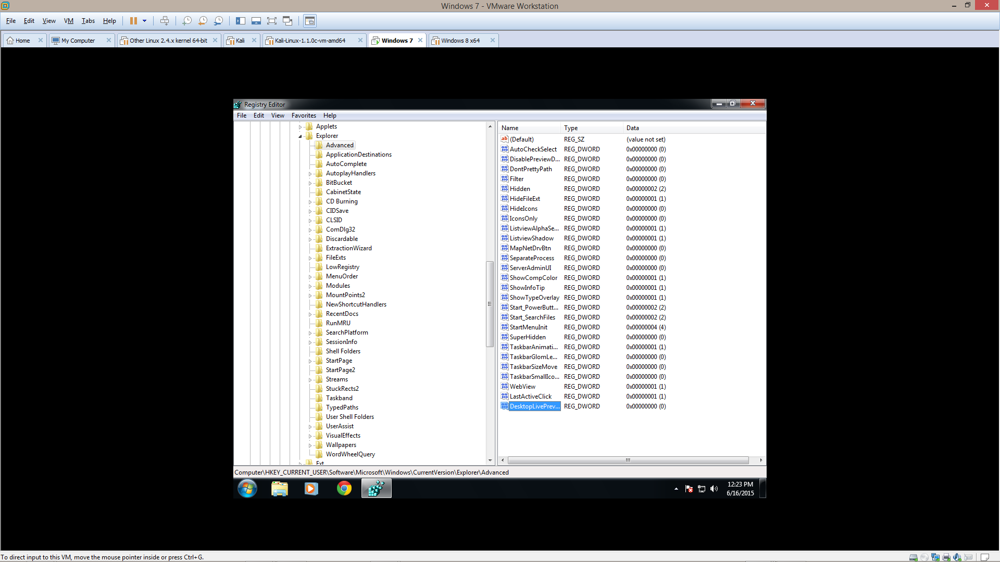 Windows 7 - VMware Workstation
File Edit View VM Tabs Help
Home My Computer Other Linux 2.4.x kernel 64-bit Kali Kali-Linux-1.1.0c-vm-amd64 Windows 7 Windows 8 x64
Registry Editor
File Edit View Favorites Help
Applets
Explorer
Advanced
ApplicationDestinations
AutoComplete
AutoplayHandlers
BitBucket
CabinetState
CD Burning
CIDSave
CLSID
ComDlg32
Discardable
ExtractionWizard
FileExts
LowRegistry
MenuOrder
Modules
MountPoints2
NewShortcutHandlers
RecentDocs
RunMRU
SearchPlatform
SessionInfo
Shell Folders
StartPage
StartPage2
Streams
StuckRects2
Taskband
TypedPaths
User Shell Folders
UserAssist
VisualEffects
Wallpapers
WordWheelQuery
Ext
Name Type Data
(Default) REG_SZ (value not set)
AutoCheckSelect REG_DWORD 0x00000000 (0)
DisablePreviewD... REG_DWORD 0x00000000 (0)
DontPrettyPath REG_DWORD 0x00000000 (0)
Filter REG_DWORD 0x00000000 (0)
Hidden REG_DWORD 0x00000002 (2)
HideFileExt REG_DWORD 0x00000001 (1)
HideIcons REG_DWORD 0x00000000 (0)
IconsOnly REG_DWORD 0x00000000 (0)
ListviewAlphaSe... REG_DWORD 0x00000001 (1)
ListviewShadow REG_DWORD 0x00000001 (1)
MapNetDrvBtn REG_DWORD 0x00000000 (0)
SeparateProcess REG_DWORD 0x00000000 (0)
ServerAdminUI REG_DWORD 0x00000000 (0)
ShowCompColor REG_DWORD 0x00000001 (1)
ShowInfoTip REG_DWORD 0x00000001 (1)
ShowTypeOverlay REG_DWORD 0x00000001 (1)
Start_PowerButt... REG_DWORD 0x00000002 (2)
Start_SearchFiles REG_DWORD 0x00000002 (2)
StartMenuInit REG_DWORD 0x00000004 (4)
SuperHidden REG_DWORD 0x00000000 (0)
TaskbarAnimati... REG_DWORD 0x00000001 (1)
TaskbarGlomLe... REG_DWORD 0x00000000 (0)
TaskbarSizeMove REG_DWORD 0x00000000 (0)
TaskbarSmallIco... REG_DWORD 0x00000000 (0)
WebView REG_DWORD 0x00000001 (1)
LastActiveClick REG_DWORD 0x00000001 (1)
DesktopLivePrev... REG_DWORD 0x00000000 (0)
Computer\HKEY_CURRENT_USER\Software\Microsoft\Windows\CurrentVersion\Explorer\Advanced
12:23 PM
6/16/2015
To direct input to this VM, move the mouse pointer inside or press Ctrl+G.